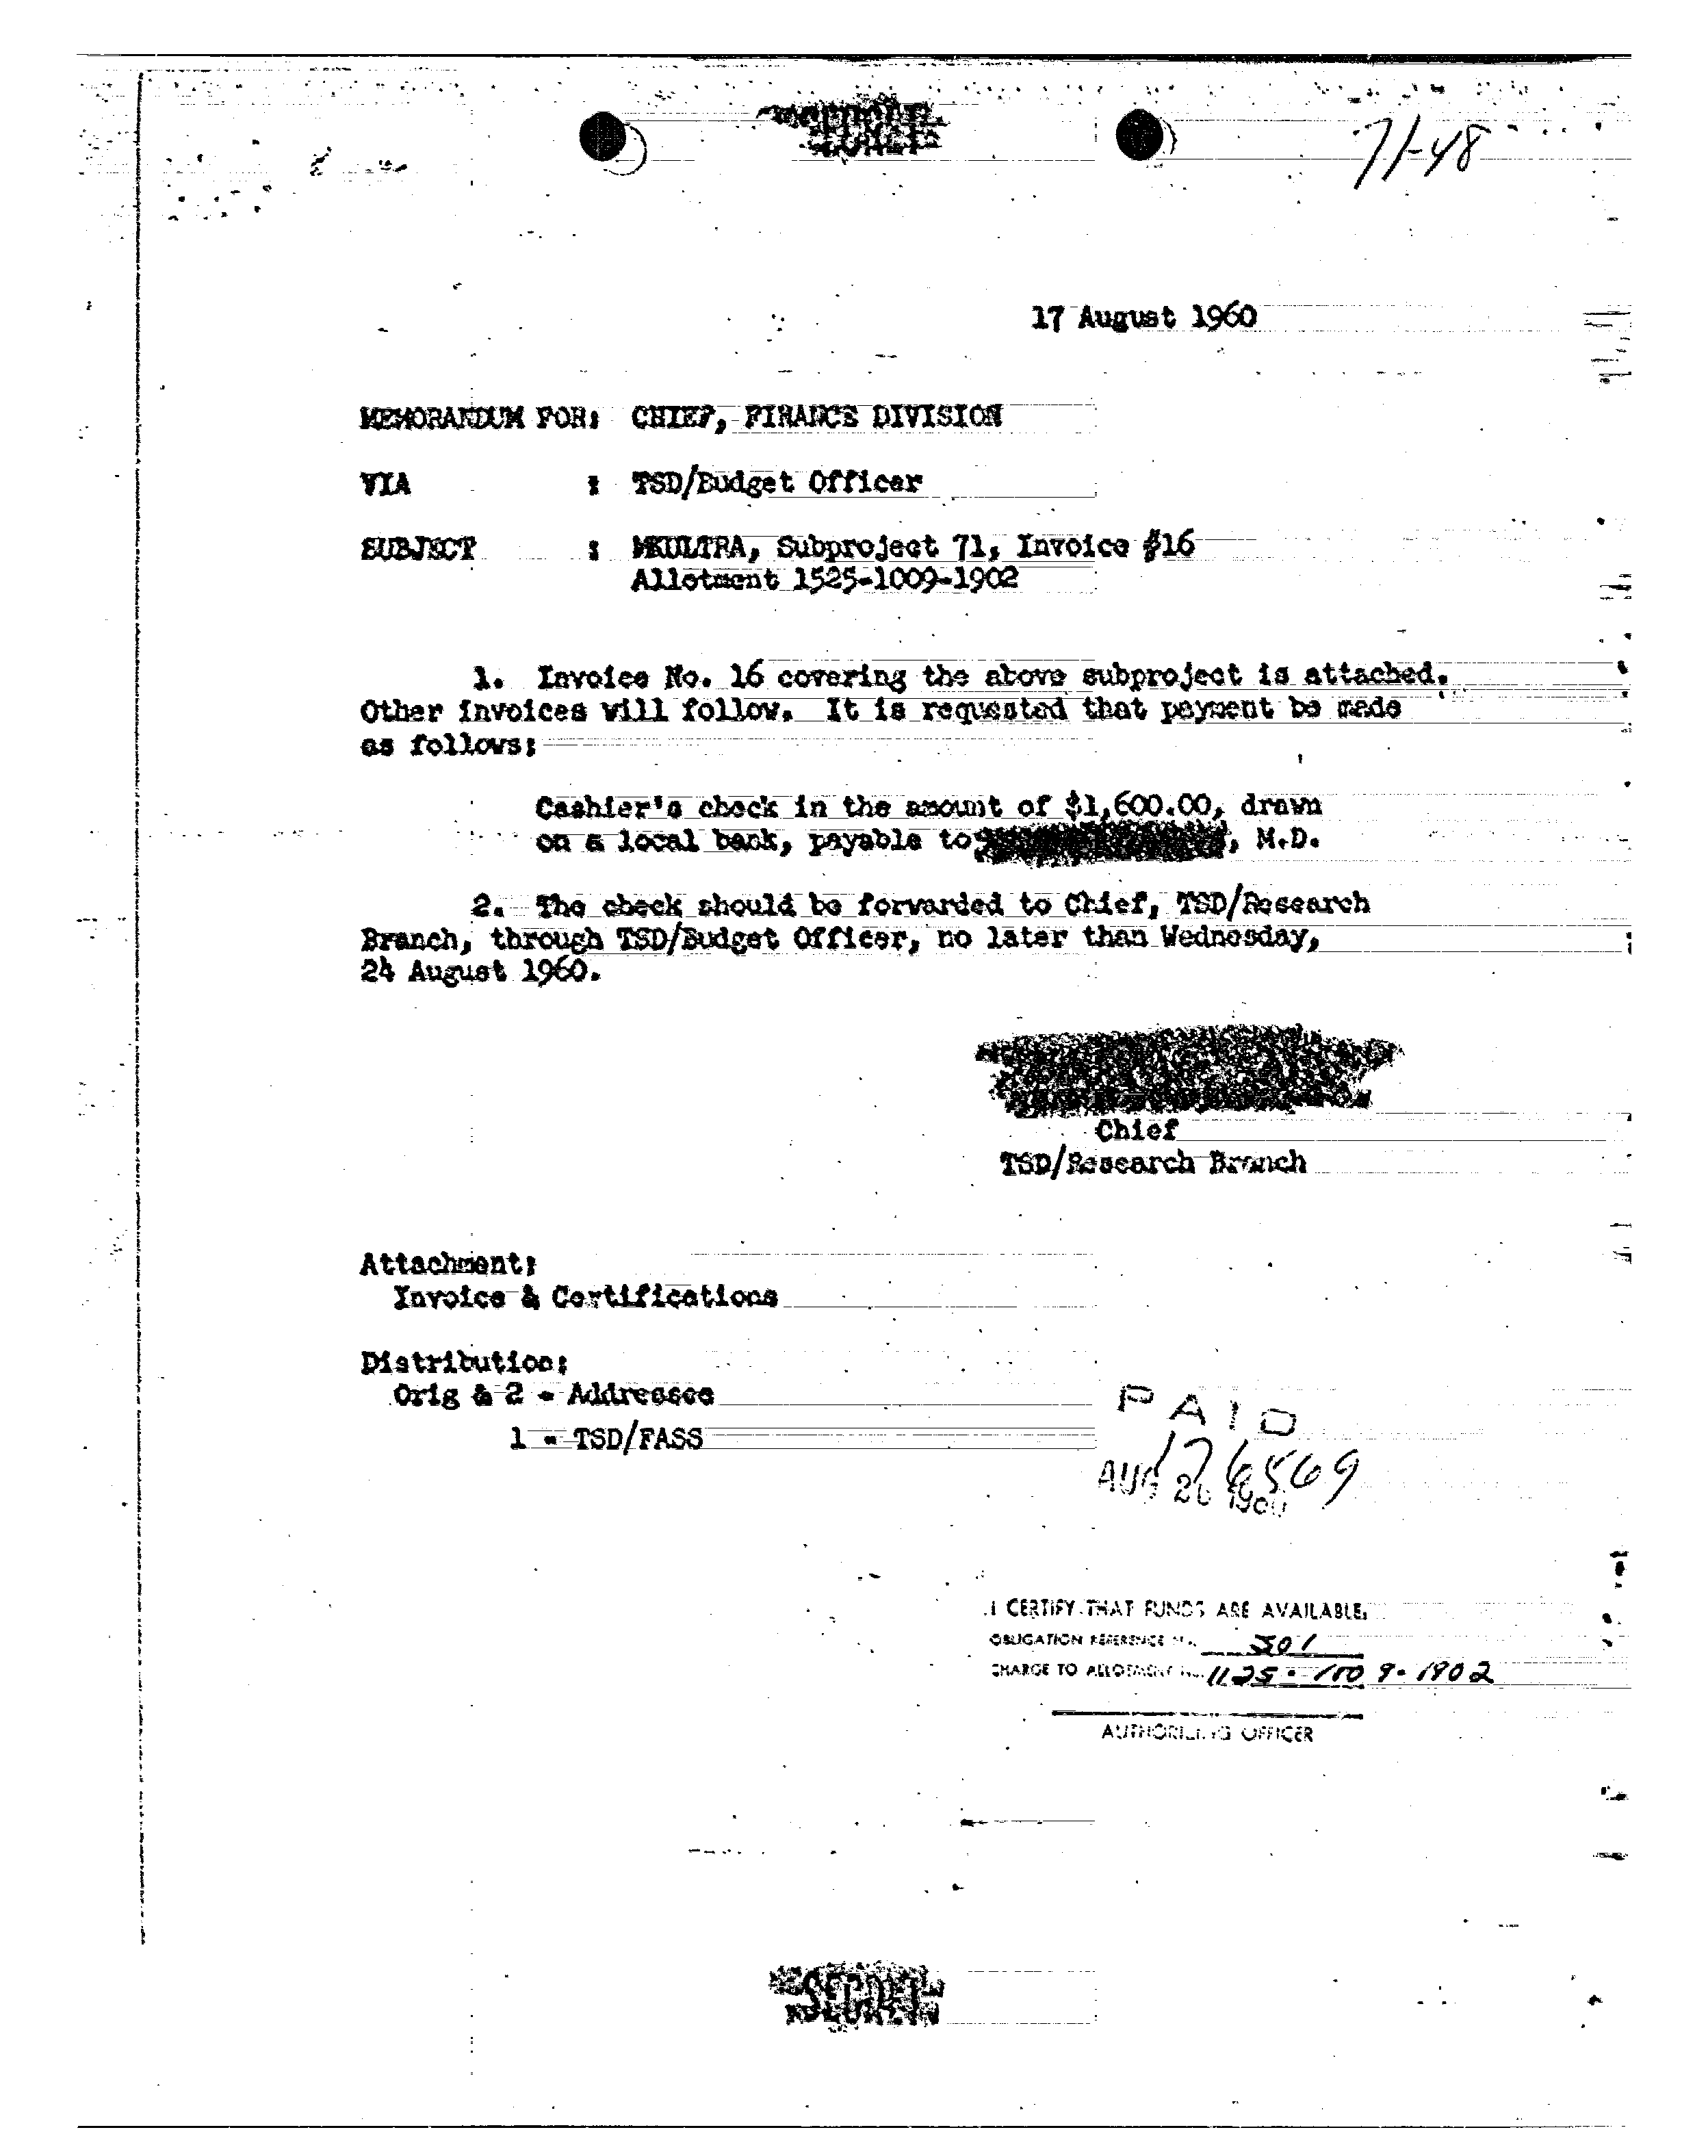 71-48
17 August 1960
MEMORANDUM FOR: CHIEF, FINANCE DIVISION
VIA : TSD/Budget Officer
SUBJECT : MKULTRA, Subproject 71, Invoice #16
Allotment 1525-1009-1902
1. Invoice No. 16 covering the above subproject is attached.
Other invoices will follow. It is requested that payment be made
as follows:
Cashier's check in the amount of $1,600.00, drawn
on a local bank, payable to , M.D.
2. The check should be forwarded to Chief, TSD/Research
Branch, through TSD/Budget Officer, no later than Wednesday,
24 August 1960.
Chief
TSD/Research Branch
Attachment:
Invoice & Certifications
Distribution:
Orig & 2 - Addressee
1 - TSD/FASS
PAID
176569
AUG 26 1960
I CERTIFY THAT FUNDS ARE AVAILABLE.
OBLIGATION REFERENCE NO. 501
CHARGE TO ALLOTMENT NO. 1125-1009-1902
AUTHORIZING OFFICER
SECRET